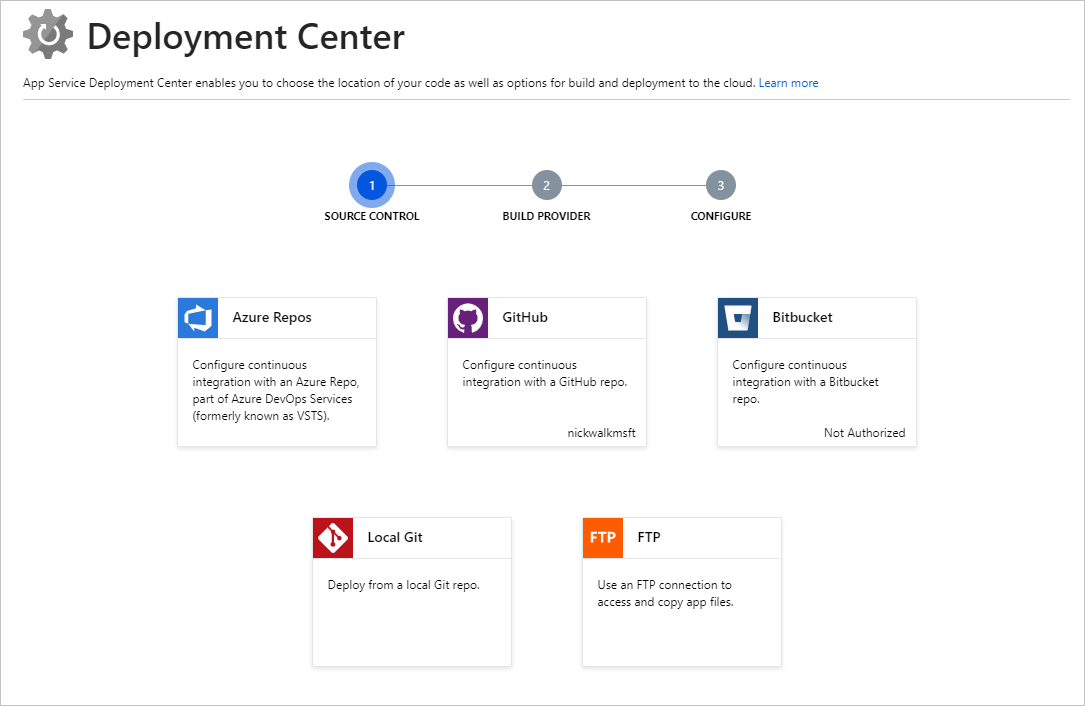 Deployment Center
App Service Deployment Center enables you to choose the location of your code as well as options for build and deployment to the cloud. Learn more
1
2
3
SOURCE CONTROL
BUILD PROVIDER
CONFIGURE
Azure Repos
Configure continuous
integration with an Azure Repo,
part of Azure DevOps Services
(formerly known as VSTS).
GitHub
Configure continuous
integration with a GitHub repo.
nickwalkmsft
Bitbucket
Configure continuous
integration with a Bitbucket
repo.
Not Authorized
Local Git
Deploy from a local Git repo.
FTP
FTP
Use an FTP connection to
access and copy app files.